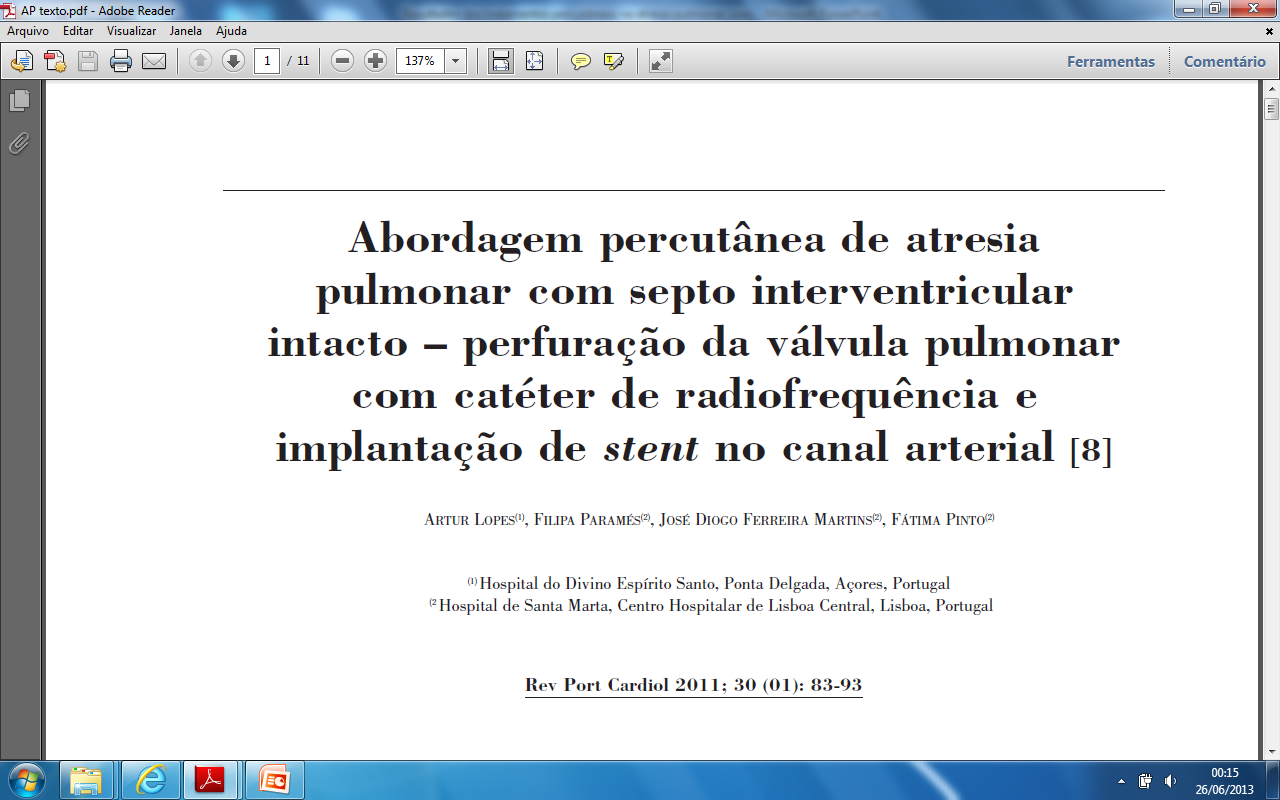 AP texto.pdf - Adobe Reader
Arquivo Editar Visualizar Janela Ajuda
1 / 11 137% Ferramentas Comentário
Abordagem percutânea de atresia
pulmonar com septo interventricular
intacto – perfuração da válvula pulmonar
com catéter de radiofrequência e
implantação de stent no canal arterial [8]
Artur Lopes(1), Filipa Paramés(2), José Diogo Ferreira Martins(2), Fátima Pinto(2)
(1) Hospital do Divino Espírito Santo, Ponta Delgada, Açores, Portugal
(2 Hospital de Santa Marta, Centro Hospitalar de Lisboa Central, Lisboa, Portugal
Rev Port Cardiol 2011; 30 (01): 83-93
00:15
26/06/2013